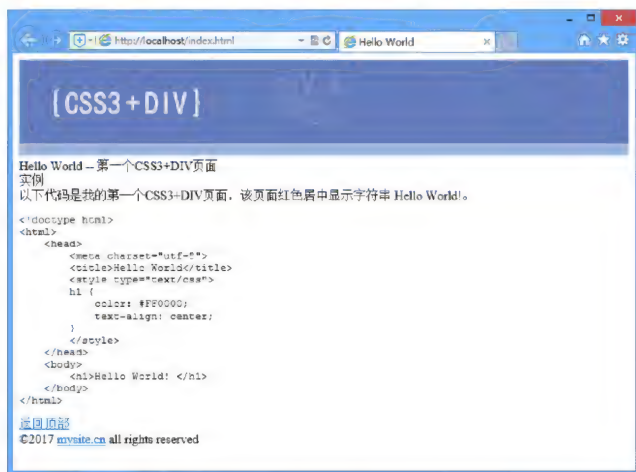 http://localhost/index.html
Hello World
[CSS3+DIV]
Hello World -- 第一个CSS3+DIV页面
实例
以下代码是我的第一个CSS3+DIV页面，该页面红色居中显示字符串 Hello World!。
<!doctype html>
<html>
    <head>
        <meta charset="utf-8">
        <title>Hello World</title>
        <style type="text/css">
        h1 {
            color: #FF0000;
            text-align: center;
        }
        </style>
    </head>
    <body>
        <h1>Hello World! </h1>
    </body>
</html>
返回顶部
©2017 mysite.cn all rights reserved